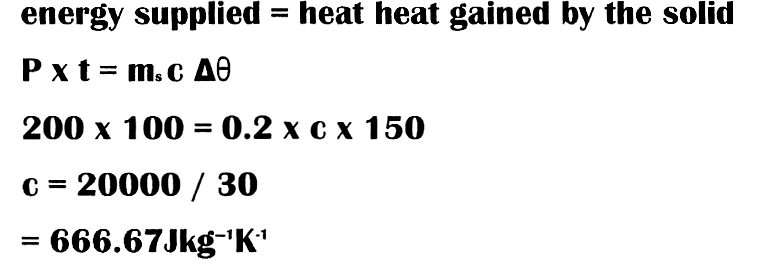 energy supplied = heat heat gained by the solid
P x t = mₛ c Δθ
200 x 100 = 0.2 x c x 150
c = 20000 / 30
= 666.67Jkg⁻¹K⁻¹